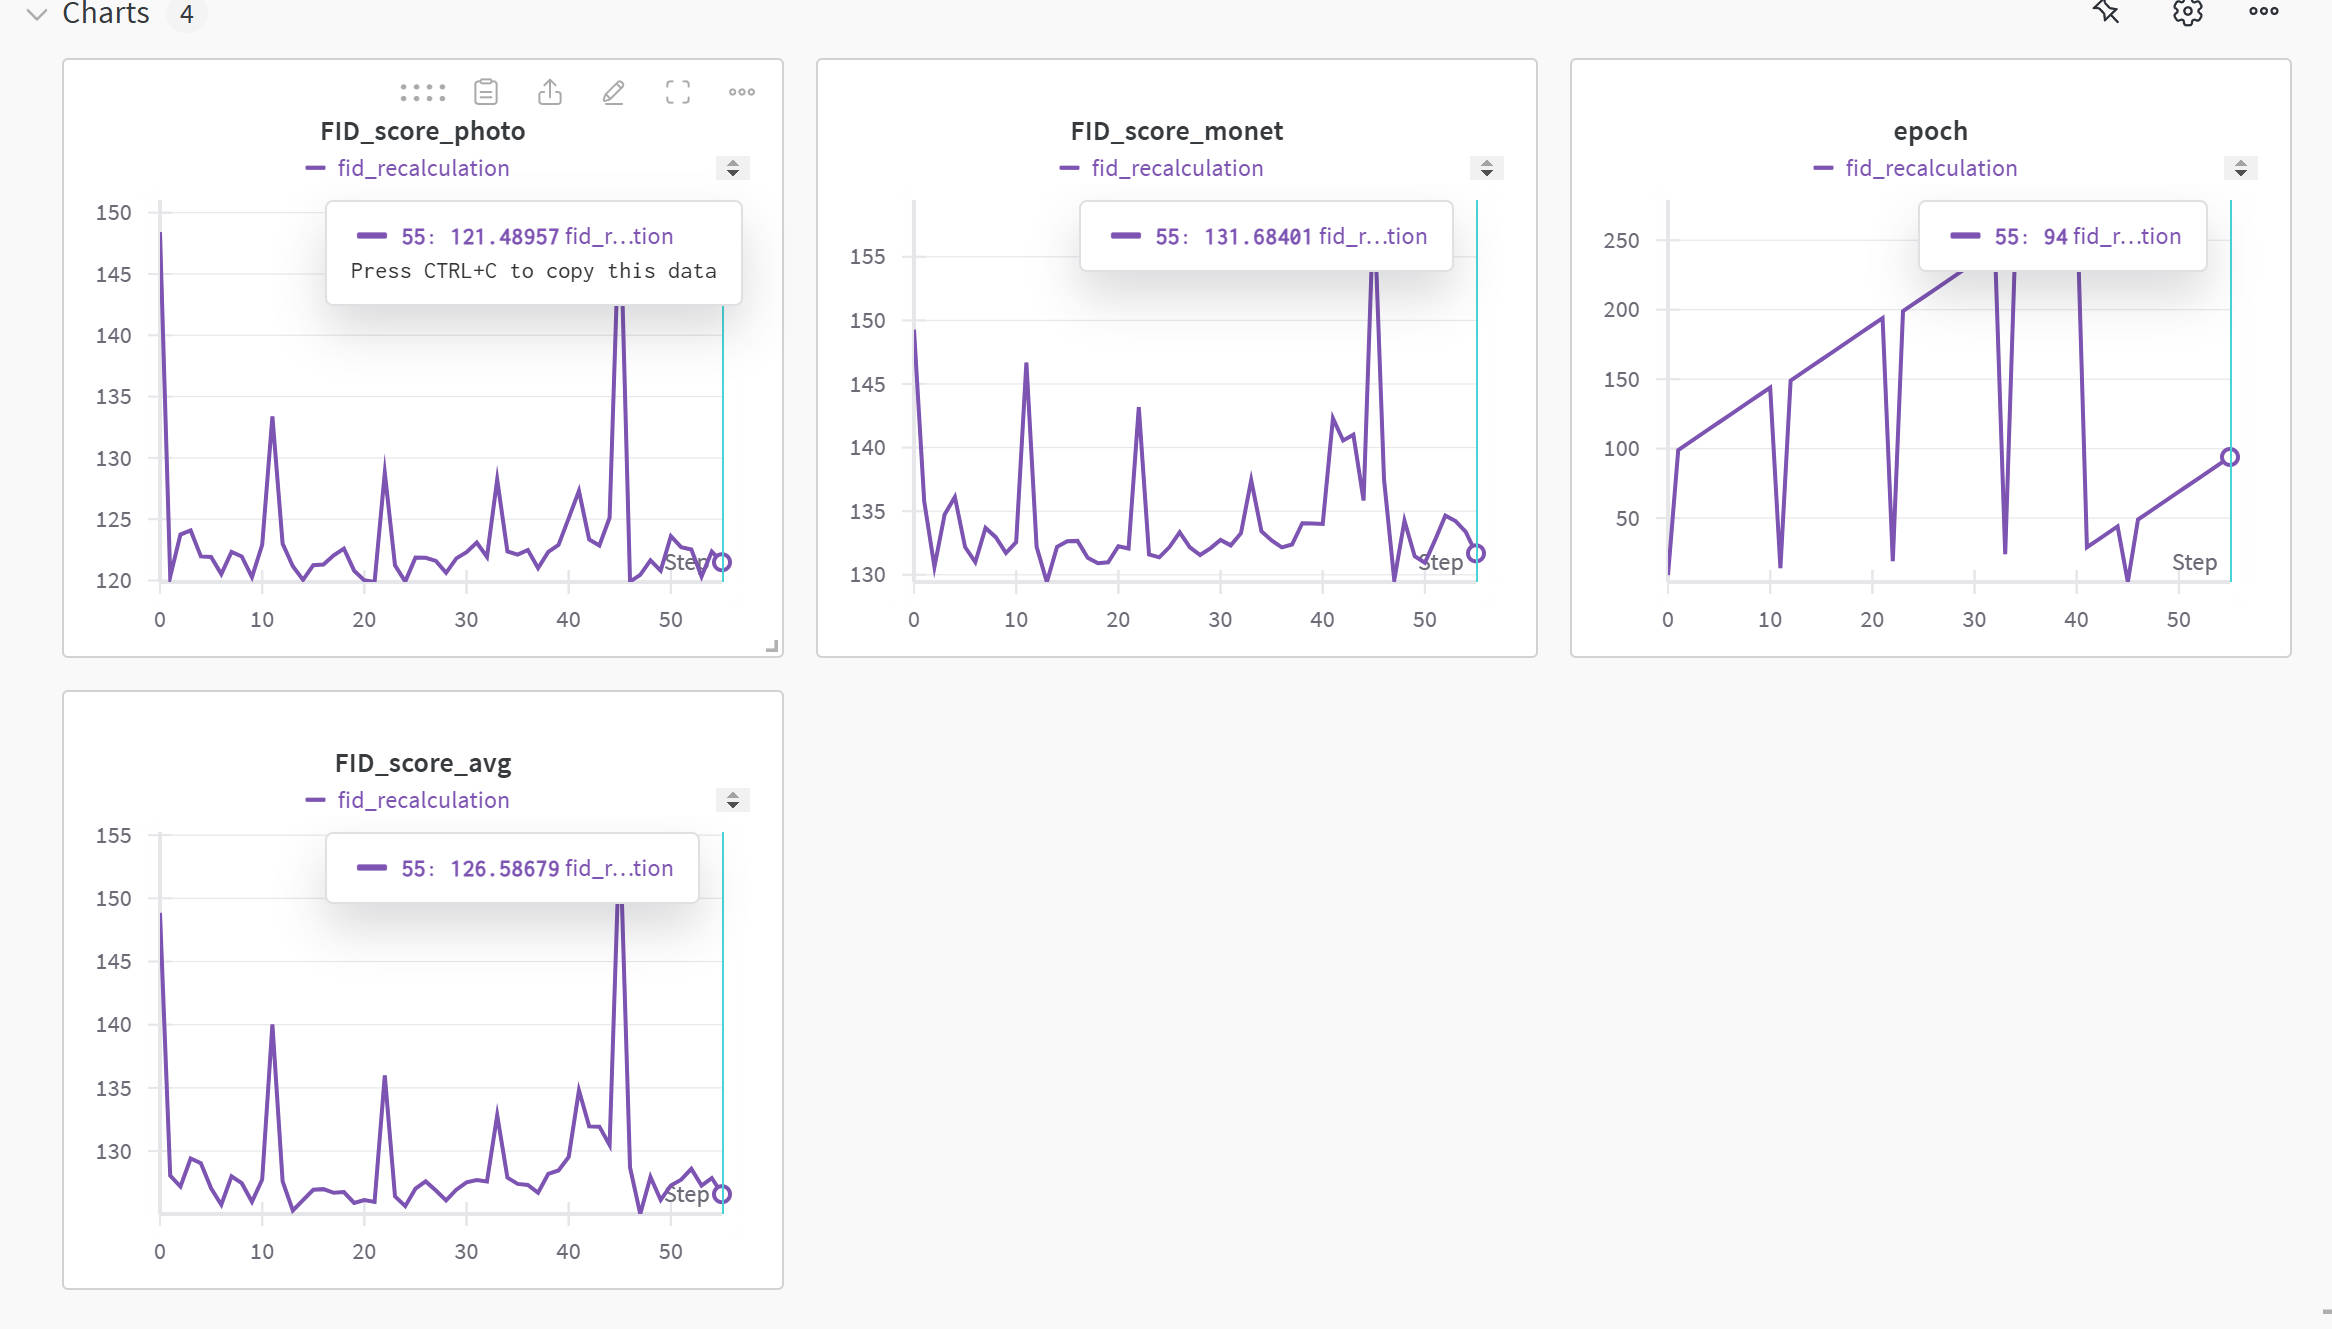 Charts 4
FID_score_photo
fid_recalculation
55: 121.48957 fid_r...tion
Press CTRL+C to copy this data
150
145
140
135
130
125
120
Step
0 10 20 30 40 50
FID_score_monet
fid_recalculation
55: 131.68401 fid_r...tion
155
150
145
140
135
130
Step
0 10 20 30 40 50
epoch
fid_recalculation
55: 94 fid_r...tion
250
200
150
100
50
Step
0 10 20 30 40 50
FID_score_avg
fid_recalculation
55: 126.58679 fid_r...tion
155
150
145
140
135
130
Step
0 10 20 30 40 50